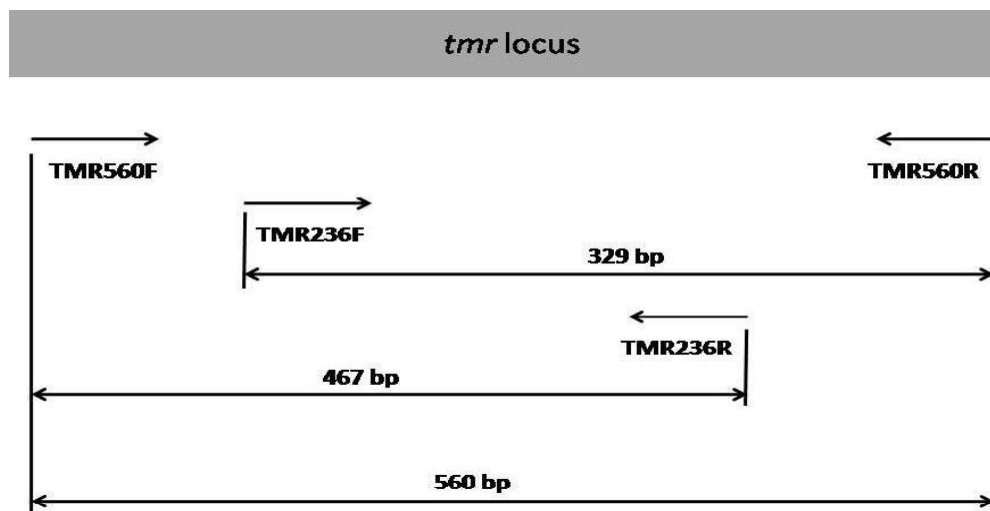 tmr locus
TMR560F
TMR560R
TMR236F
329 bp
TMR236R
467 bp
560 bp